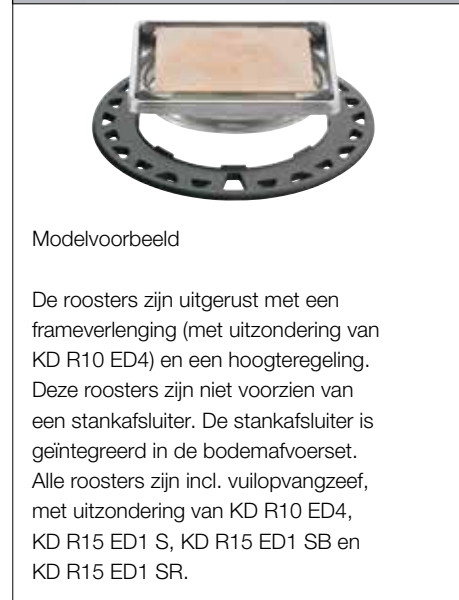 Modelvoorbeeld
De roosters zijn uitgerust met een
frameverlenging (met uitzondering van
KD R10 ED4) en een hoogteregeling.
Deze roosters zijn niet voorzien van
een stankafsluiter. De stankafsluiter is
geïntegreerd in de bodemafvoerset.
Alle roosters zijn incl. vuilopvangzeef,
met uitzondering van KD R10 ED4,
KD R15 ED1 S, KD R15 ED1 SB en
KD R15 ED1 SR.